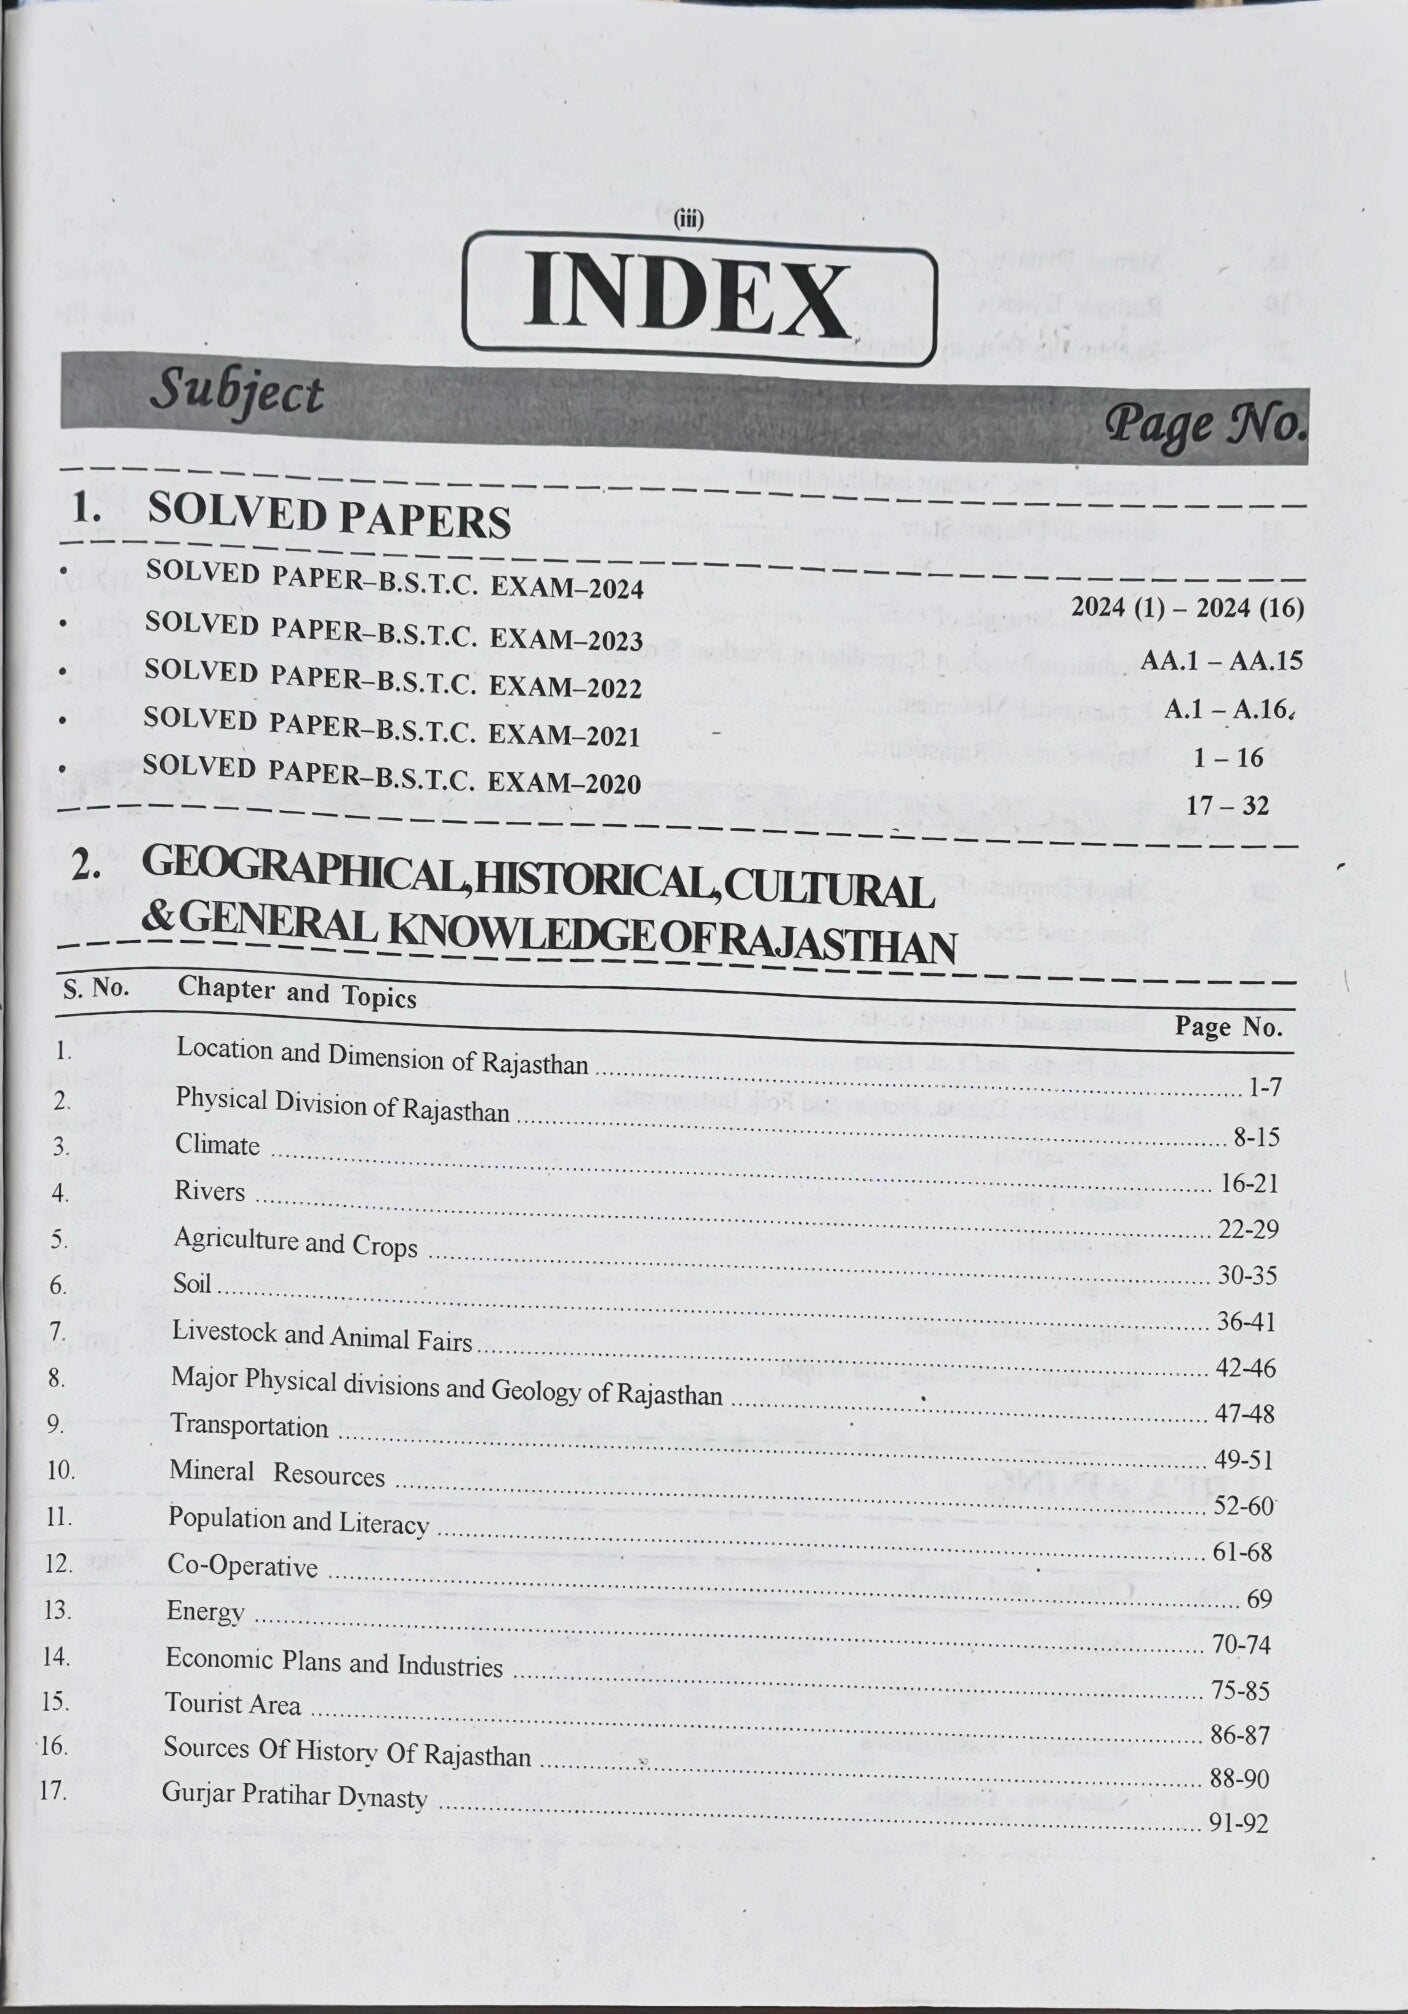 (iii)
INDEX
Subject Page No.
1. SOLVED PAPERS
• SOLVED PAPER–B.S.T.C. EXAM–2024 2024 (1) – 2024 (16)
• SOLVED PAPER–B.S.T.C. EXAM–2023 AA.1 – AA.15
• SOLVED PAPER–B.S.T.C. EXAM–2022 A.1 – A.16
• SOLVED PAPER–B.S.T.C. EXAM–2021 1 – 16
• SOLVED PAPER–B.S.T.C. EXAM–2020 17 – 32
2. GEOGRAPHICAL, HISTORICAL, CULTURAL
& GENERAL KNOWLEDGE OF RAJASTHAN
S. No. Chapter and Topics Page No.
1. Location and Dimension of Rajasthan 1-7
2. Physical Division of Rajasthan 8-15
3. Climate 16-21
4. Rivers 22-29
5. Agriculture and Crops 30-35
6. Soil 36-41
7. Livestock and Animal Fairs 42-46
8. Major Physical divisions and Geology of Rajasthan 47-48
9. Transportation 49-51
10. Mineral Resources 52-60
11. Population and Literacy 61-68
12. Co-Operative 69
13. Energy 70-74
14. Economic Plans and Industries 75-85
15. Tourist Area 86-87
16. Sources Of History Of Rajasthan 88-90
17. Gurjar Pratihar Dynasty 91-92